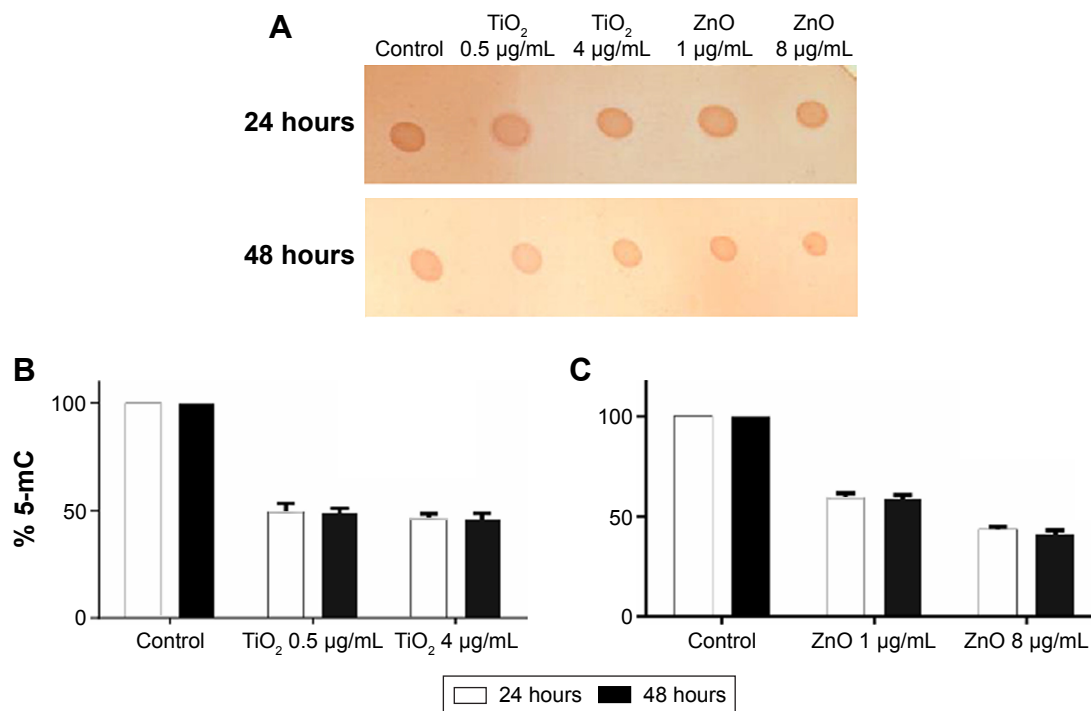 A
Control TiO₂ 0.5 µg/mL TiO₂ 4 µg/mL ZnO 1 µg/mL ZnO 8 µg/mL
24 hours
48 hours
B
% 5-mC
100
50
0
Control TiO₂ 0.5 µg/mL TiO₂ 4 µg/mL
C
100
50
0
Control ZnO 1 µg/mL ZnO 8 µg/mL
24 hours 48 hours